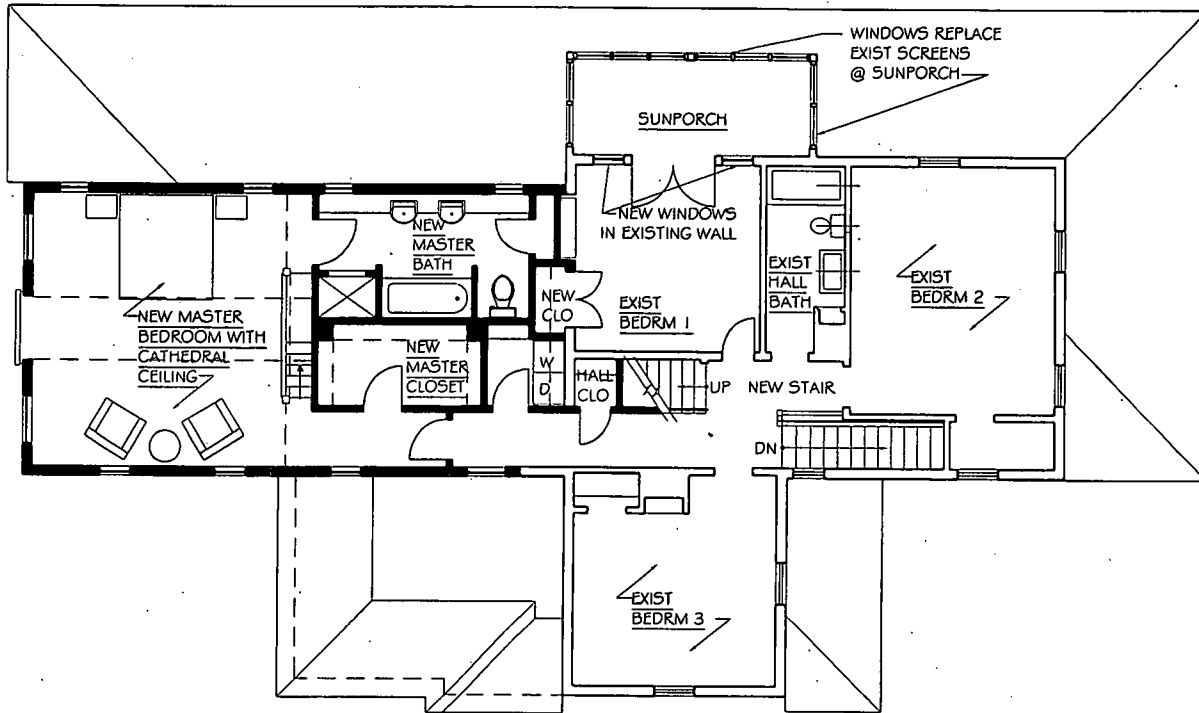 WINDOWS REPLACE
EXIST SCREENS
@ SUNPORCH
SUNPORCH
NEW WINDOWS
IN EXISTING WALL
NEW
MASTER
BATH
EXIST
HALL
BATH
EXIST
BEDRM 2
NEW
CLO
EXIST
BEDRM 1
NEW MASTER
BEDROOM WITH
CATHEDRAL
CEILING
NEW
MASTER
CLOSET
W
D
HALL
CLO
UP
NEW STAIR
DN
EXIST
BEDRM 3